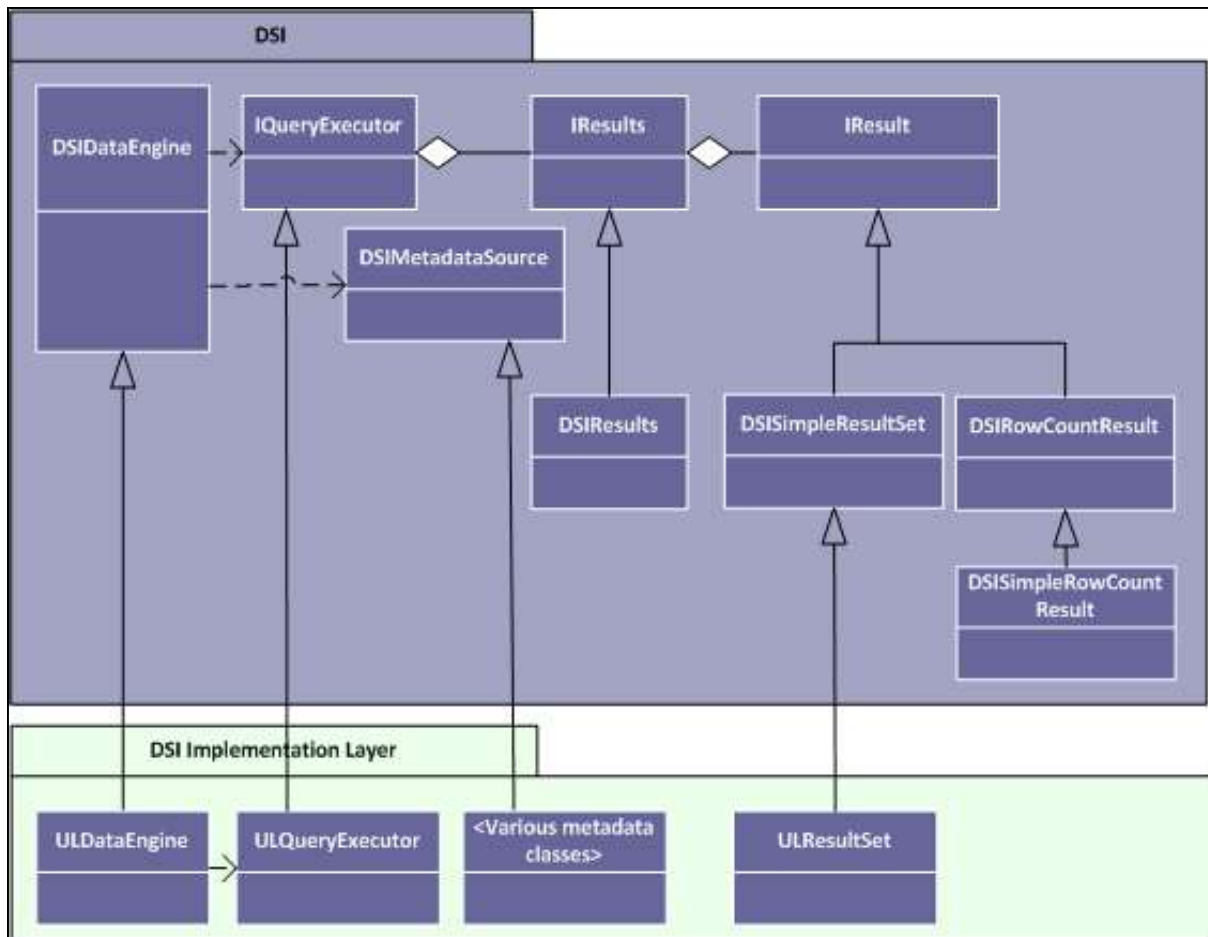 DSI
DSIDataEngine
IQueryExecutor
IResults
IResult
DSIMetadataSource
DSIResults
DSISimpleResultSet
DSIRowCountResult
DSISimpleRowCount
Result
DSI Implementation Layer
ULDataEngine
ULQueryExecutor
<Various metadata
classes>
ULResultSet